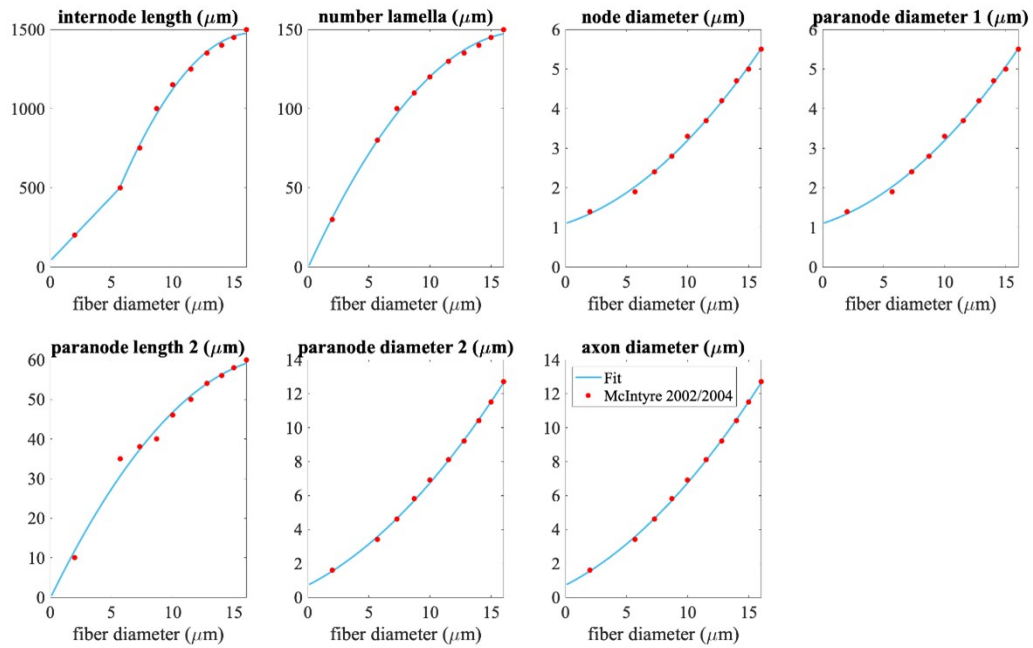 internode length (μm)
1500
1000
500
0
0 5 10 15
fiber diameter (μm)
number lamella (μm)
150
100
50
0
0 5 10 15
fiber diameter (μm)
node diameter (μm)
6
5
4
3
2
1
0
0 5 10 15
fiber diameter (μm)
paranode diameter 1 (μm)
6
5
4
3
2
1
0
0 5 10 15
fiber diameter (μm)
paranode length 2 (μm)
60
50
40
30
20
10
0
0 5 10 15
fiber diameter (μm)
paranode diameter 2 (μm)
14
12
10
8
6
4
2
0
0 5 10 15
fiber diameter (μm)
axon diameter (μm)
14
12
10
8
6
4
2
0
Fit
McIntyre 2002/2004
0 5 10 15
fiber diameter (μm)